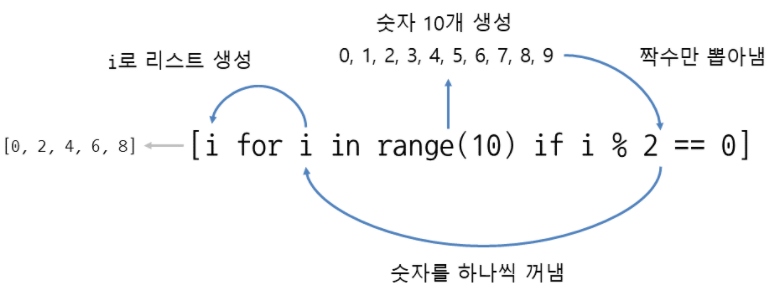 숫자 10개 생성
i로 리스트 생성
0, 1, 2, 3, 4, 5, 6, 7, 8, 9
짝수만 뽑아냄
[0, 2, 4, 6, 8]
[i for i in range(10) if i % 2 == 0]
숫자를 하나씩 꺼냄